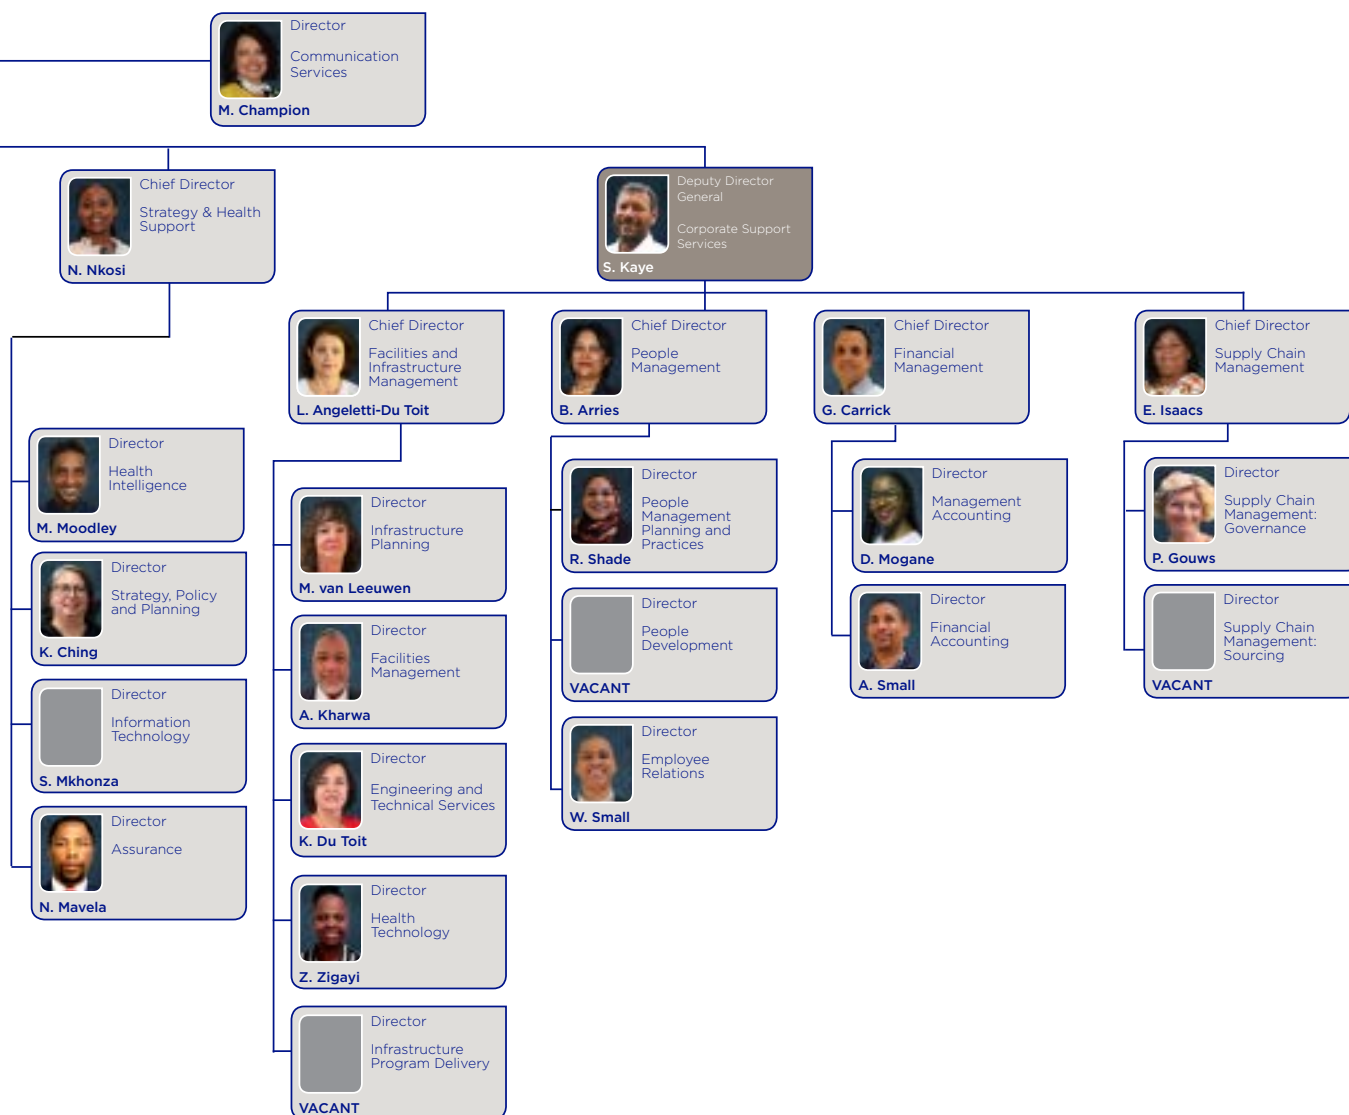 Director
Communication
Services
M. Champion
Chief Director
Strategy & Health
Support
N. Nkosi
Deputy Director
General
Corporate Support
Services
S. Kaye
Chief Director
Facilities and
Infrastructure
Management
L. Angeletti-Du Toit
Chief Director
People
Management
B. Arries
Chief Director
Financial
Management
G. Carrick
Chief Director
Supply Chain
Management
E. Isaacs
Director
Health
Intelligence
M. Moodley
Director
Strategy, Policy
and Planning
K. Ching
Director
Information
Technology
S. Mkhonza
Director
Assurance
N. Mavela
Director
Infrastructure
Planning
M. van Leeuwen
Director
Facilities
Management
A. Kharwa
Director
Engineering and
Technical Services
K. Du Toit
Director
Health
Technology
Z. Zigayi
Director
Infrastructure
Program Delivery
VACANT
Director
People
Management
Planning and
Practices
R. Shade
Director
People
Development
VACANT
Director
Employee
Relations
W. Small
Director
Management
Accounting
D. Mogane
Director
Financial
Accounting
A. Small
Director
Supply Chain
Management:
Governance
P. Gouws
Director
Supply Chain
Management:
Sourcing
VACANT